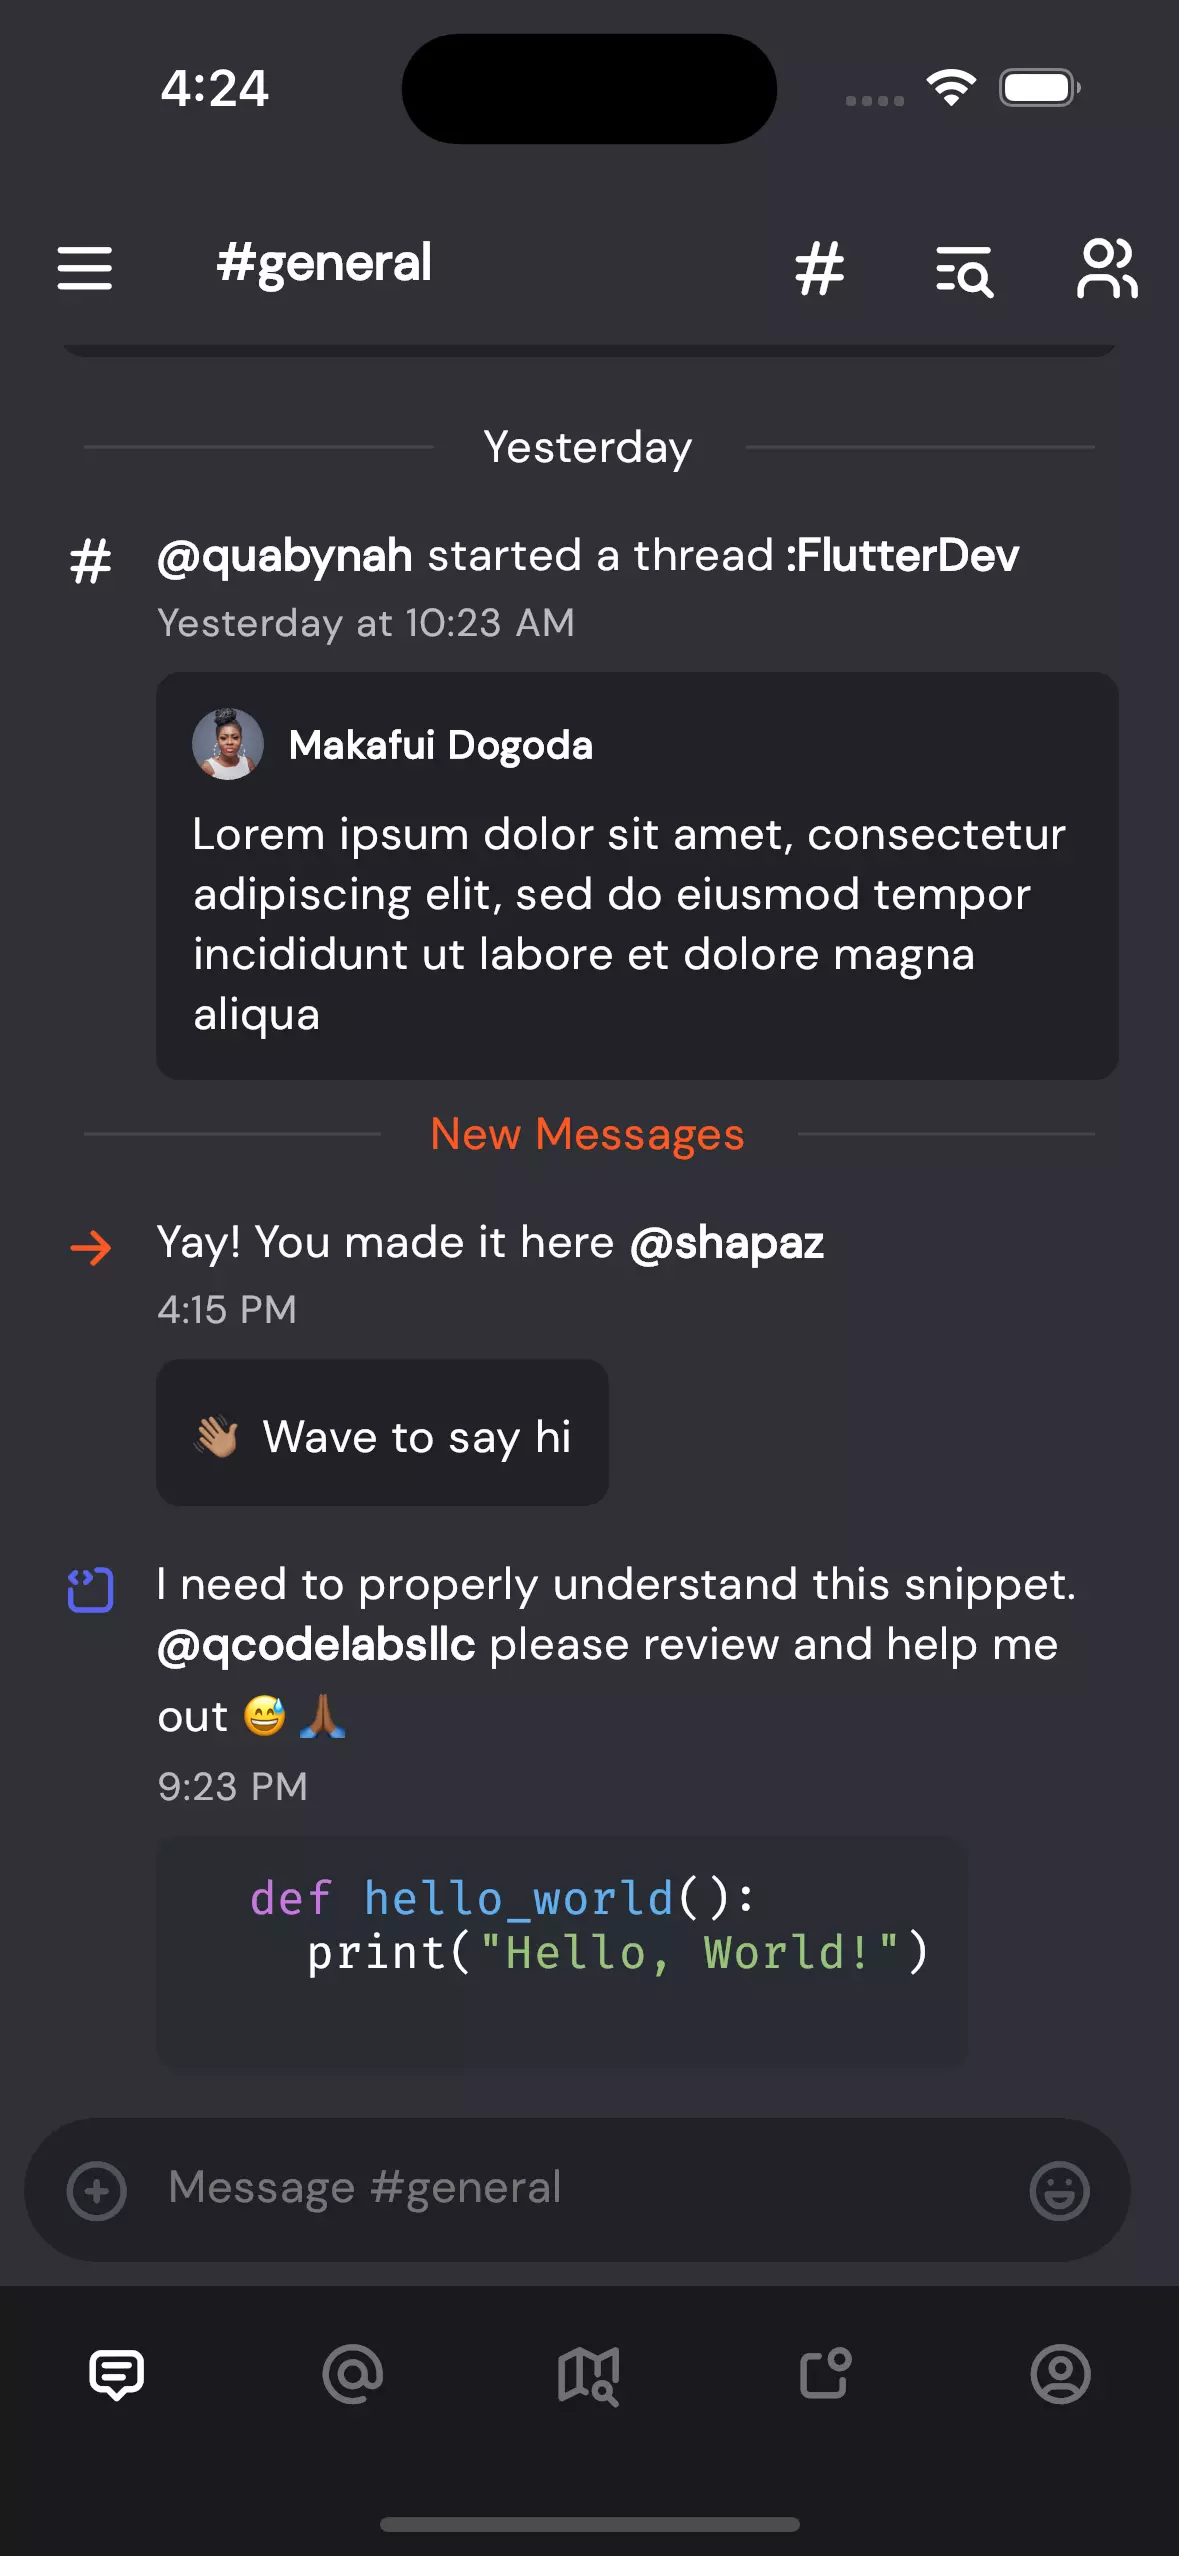 4:24
#general
Yesterday
@quabynah started a thread :FlutterDev
Yesterday at 10:23 AM
Makafui Dogoda
Lorem ipsum dolor sit amet, consectetur
adipiscing elit, sed do eiusmod tempor
incididunt ut labore et dolore magna
aliqua
New Messages
Yay! You made it here @shapaz
4:15 PM
👋🏽 Wave to say hi
I need to properly understand this snippet.
@qcodelabsllc please review and help me
out 😅 🙏🏾
9:23 PM
def hello_world():
print("Hello, World!")
Message #general